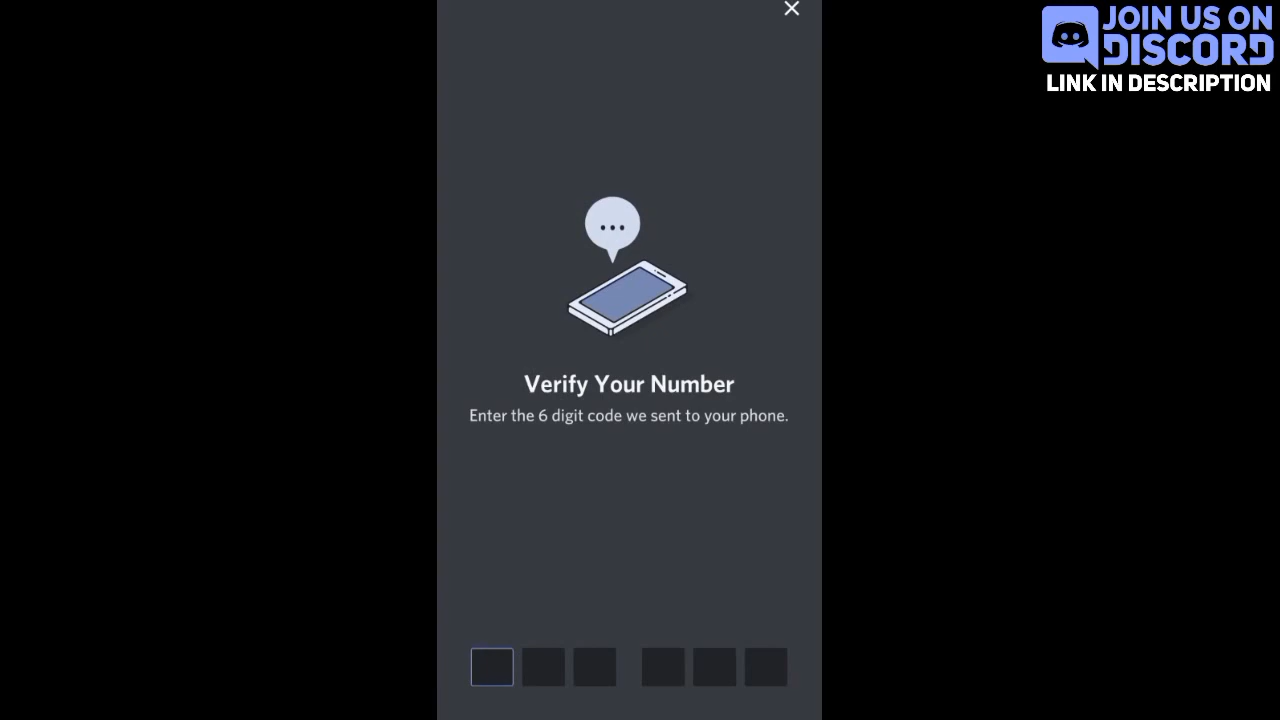 JOIN US ON
DISCORD
LINK IN DESCRIPTION
Verify Your Number
Enter the 6 digit code we sent to your phone.